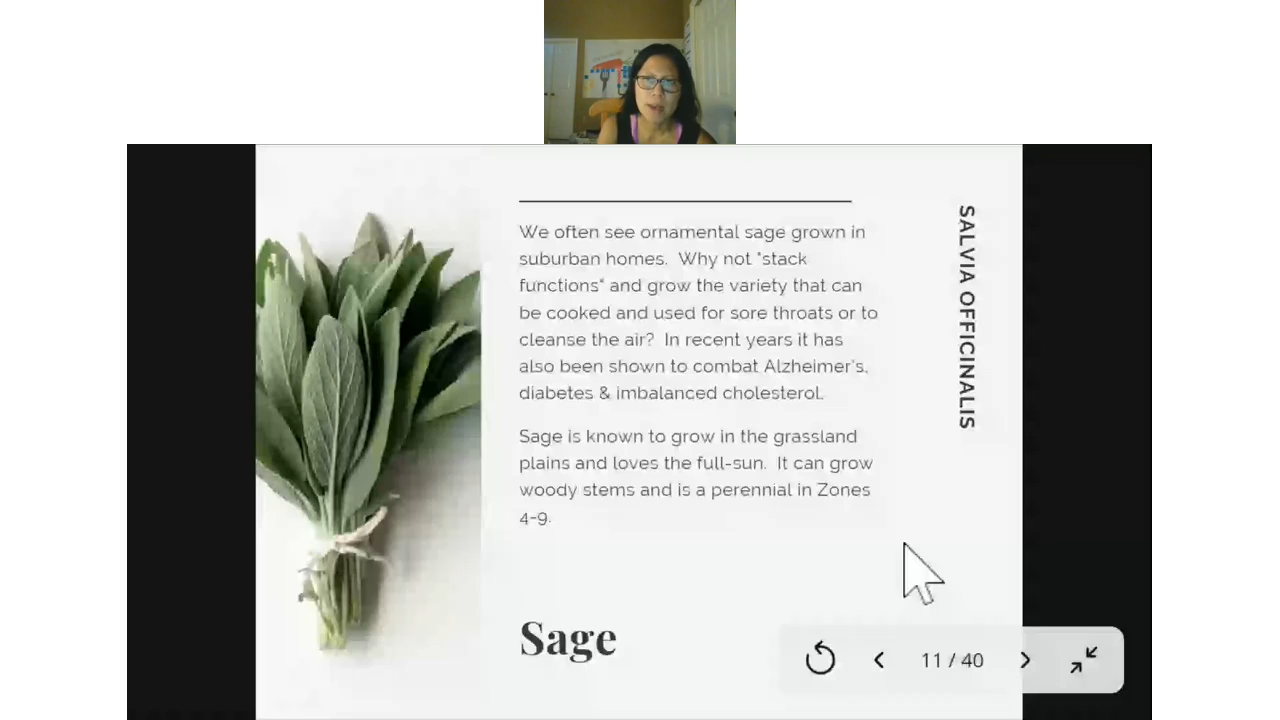 We often see ornamental sage grown in
suburban homes.  Why not "stack
functions" and grow the variety that can
be cooked and used for sore throats or to
cleanse the air?  In recent years it has
also been shown to combat Alzheimer's,
diabetes & imbalanced cholesterol.
Sage is known to grow in the grassland
plains and loves the full-sun.  It can grow
woody stems and is a perennial in Zones
4-9.
SALVIA OFFICINALIS
Sage
11 / 40